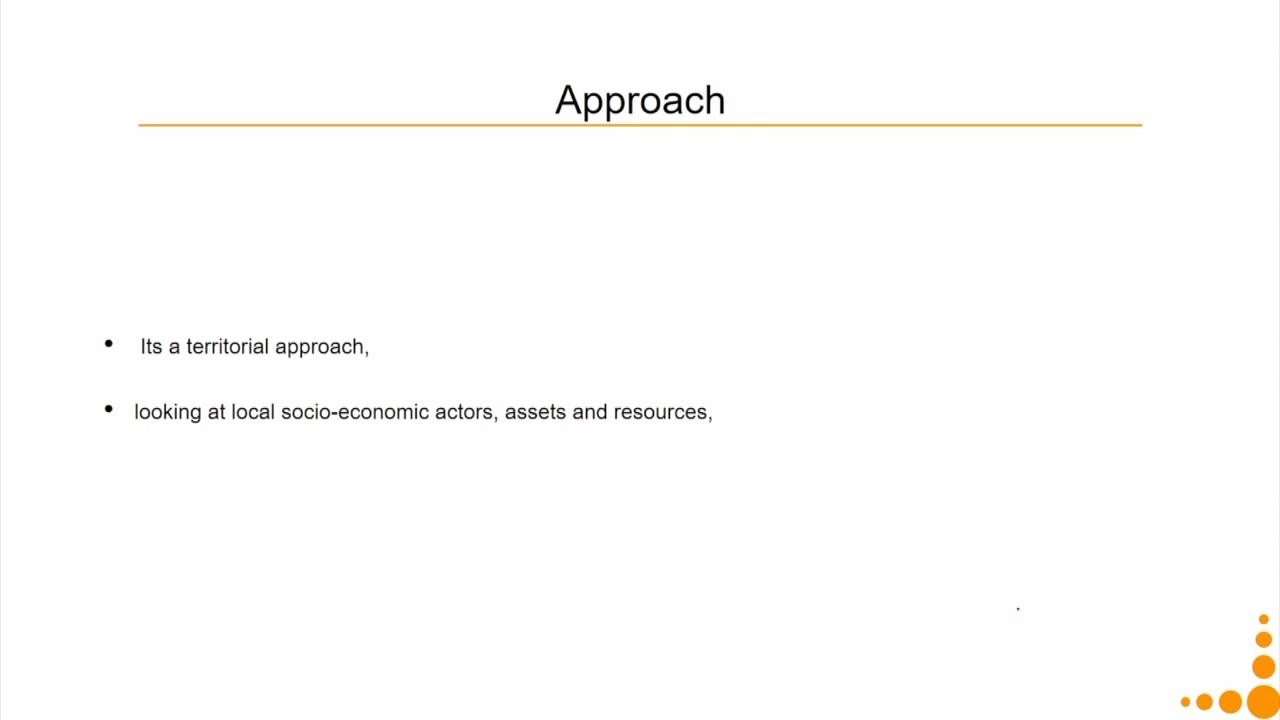 Approach
• Its a territorial approach,
• looking at local socio-economic actors, assets and resources,